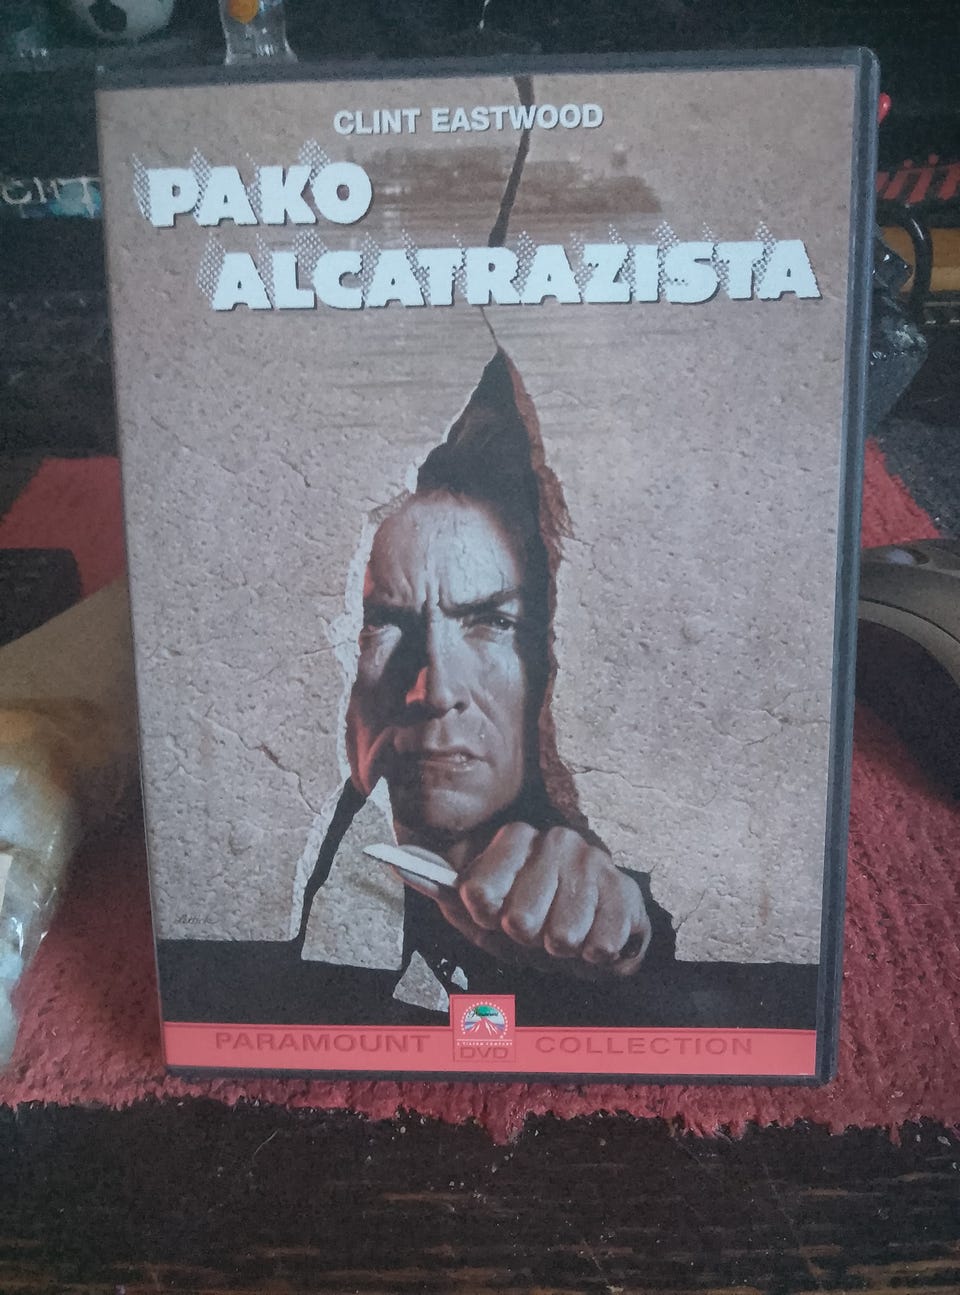 CLINT EASTWOOD
PAKO
ALCATRAZISTA
PARAMOUNT DVD COLLECTION